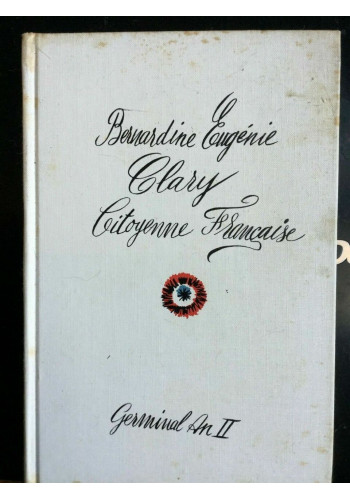 Bernardine Eugénie
Clary
Citoyenne Française
Germinal An II